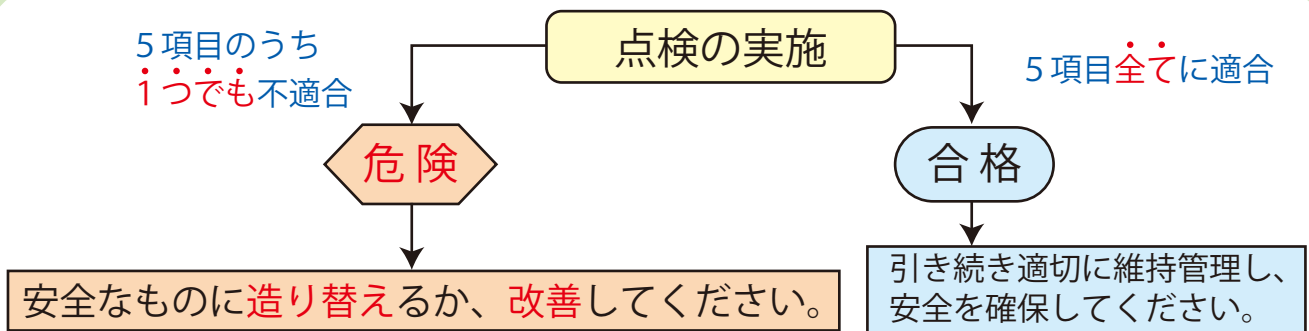 点検の実施
5項目のうち
1つでも不適合
5項目全てに適合
危険
合格
安全なものに造り替えるか、改善してください。
引き続き適切に維持管理し、
安全を確保してください。